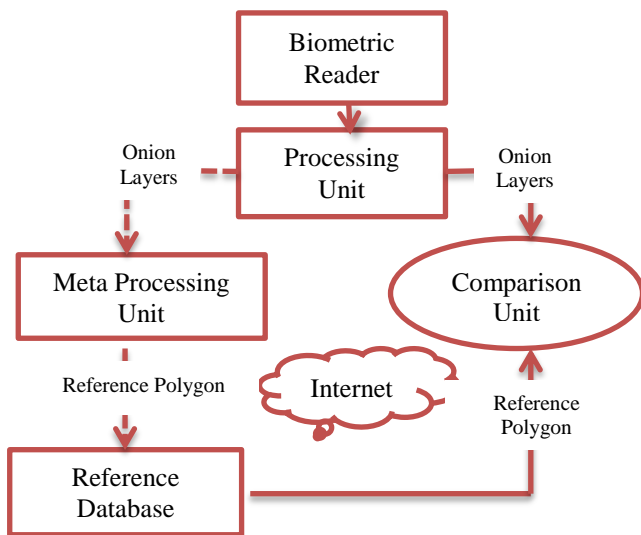 Biometric
Reader
Processing
Unit
Onion
Layers
Onion
Layers
Meta Processing
Unit
Comparison
Unit
Reference Polygon
Internet
Reference
Polygon
Reference
Database